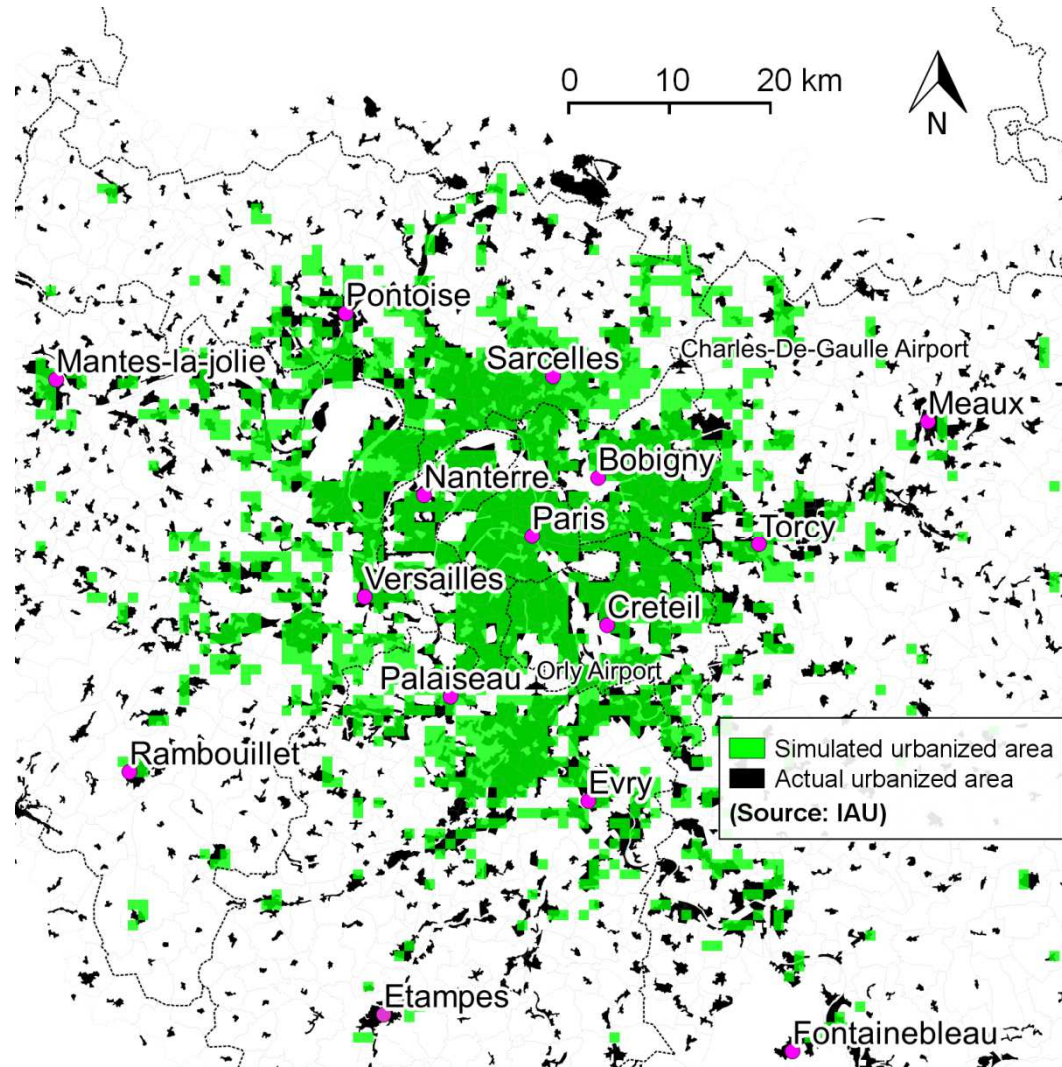 0 10 20 km
N
Pontoise
Mantes-la-jolie
Sarcelles
Charles-De-Gaulle Airport
Meaux
Nanterre
Bobigny
Paris
Torcy
Versailles
Creteil
Palaiseau
Orly Airport
Rambouillet
Evry
Simulated urbanized area
Actual urbanized area
(Source: IAU)
Etampes
Fontainebleau